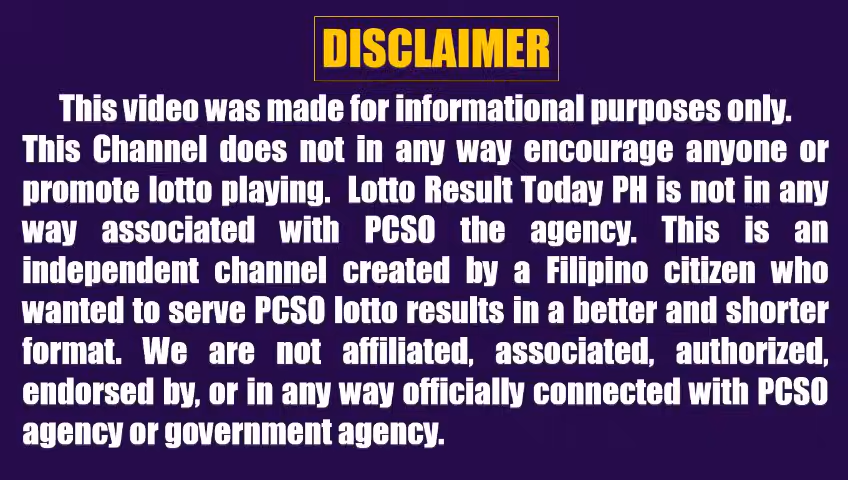 DISCLAIMER
This video was made for informational purposes only.
This Channel does not in any way encourage anyone or
promote lotto playing. Lotto Result Today PH is not in any
way associated with PCSO the agency. This is an
independent channel created by a Filipino citizen who
wanted to serve PCSO lotto results in a better and shorter
format. We are not affiliated, associated, authorized,
endorsed by, or in any way officially connected with PCSO
agency or government agency.